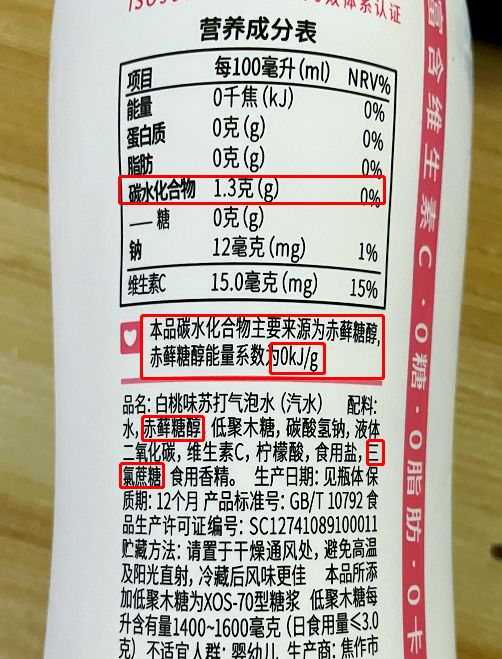 营养成分表
项目 每100毫升(ml) NRV%
能量 0千焦(kJ) 0%
蛋白质 0克(g) 0%
脂肪 0克(g) 0%
碳水化合物 1.3克(g) 0%
— 糖 0克(g)
钠 12毫克(mg) 1%
维生素C 15.0毫克(mg) 15%
本品碳水化合物主要来源为赤藓糖醇,
赤藓糖醇能量系数为0kJ/g
品名: 白桃味苏打气泡水 (汽水) 配料:
水, 赤藓糖醇 低聚木糖, 碳酸氢钠, 液体
二氧化碳, 维生素C, 柠檬酸, 食用盐, 三
氯蔗糖 食用香精。 生产日期: 见瓶体保
质期: 12个月 产品标准号: GB/T 10792 食
品生产许可证编号: SC12741089100011
贮藏方法: 请置于干燥通风处, 避免高温
及阳光直射, 冷藏后风味更佳 本品所添
加低聚木糖为XOS-70型糖浆 低聚木糖每
升含有量1400~1600毫克 (日食用量≤3.0
克) 不适宜人群: 婴幼儿 生产商: 焦作市
富含维生素C·0糖·0脂肪·0卡